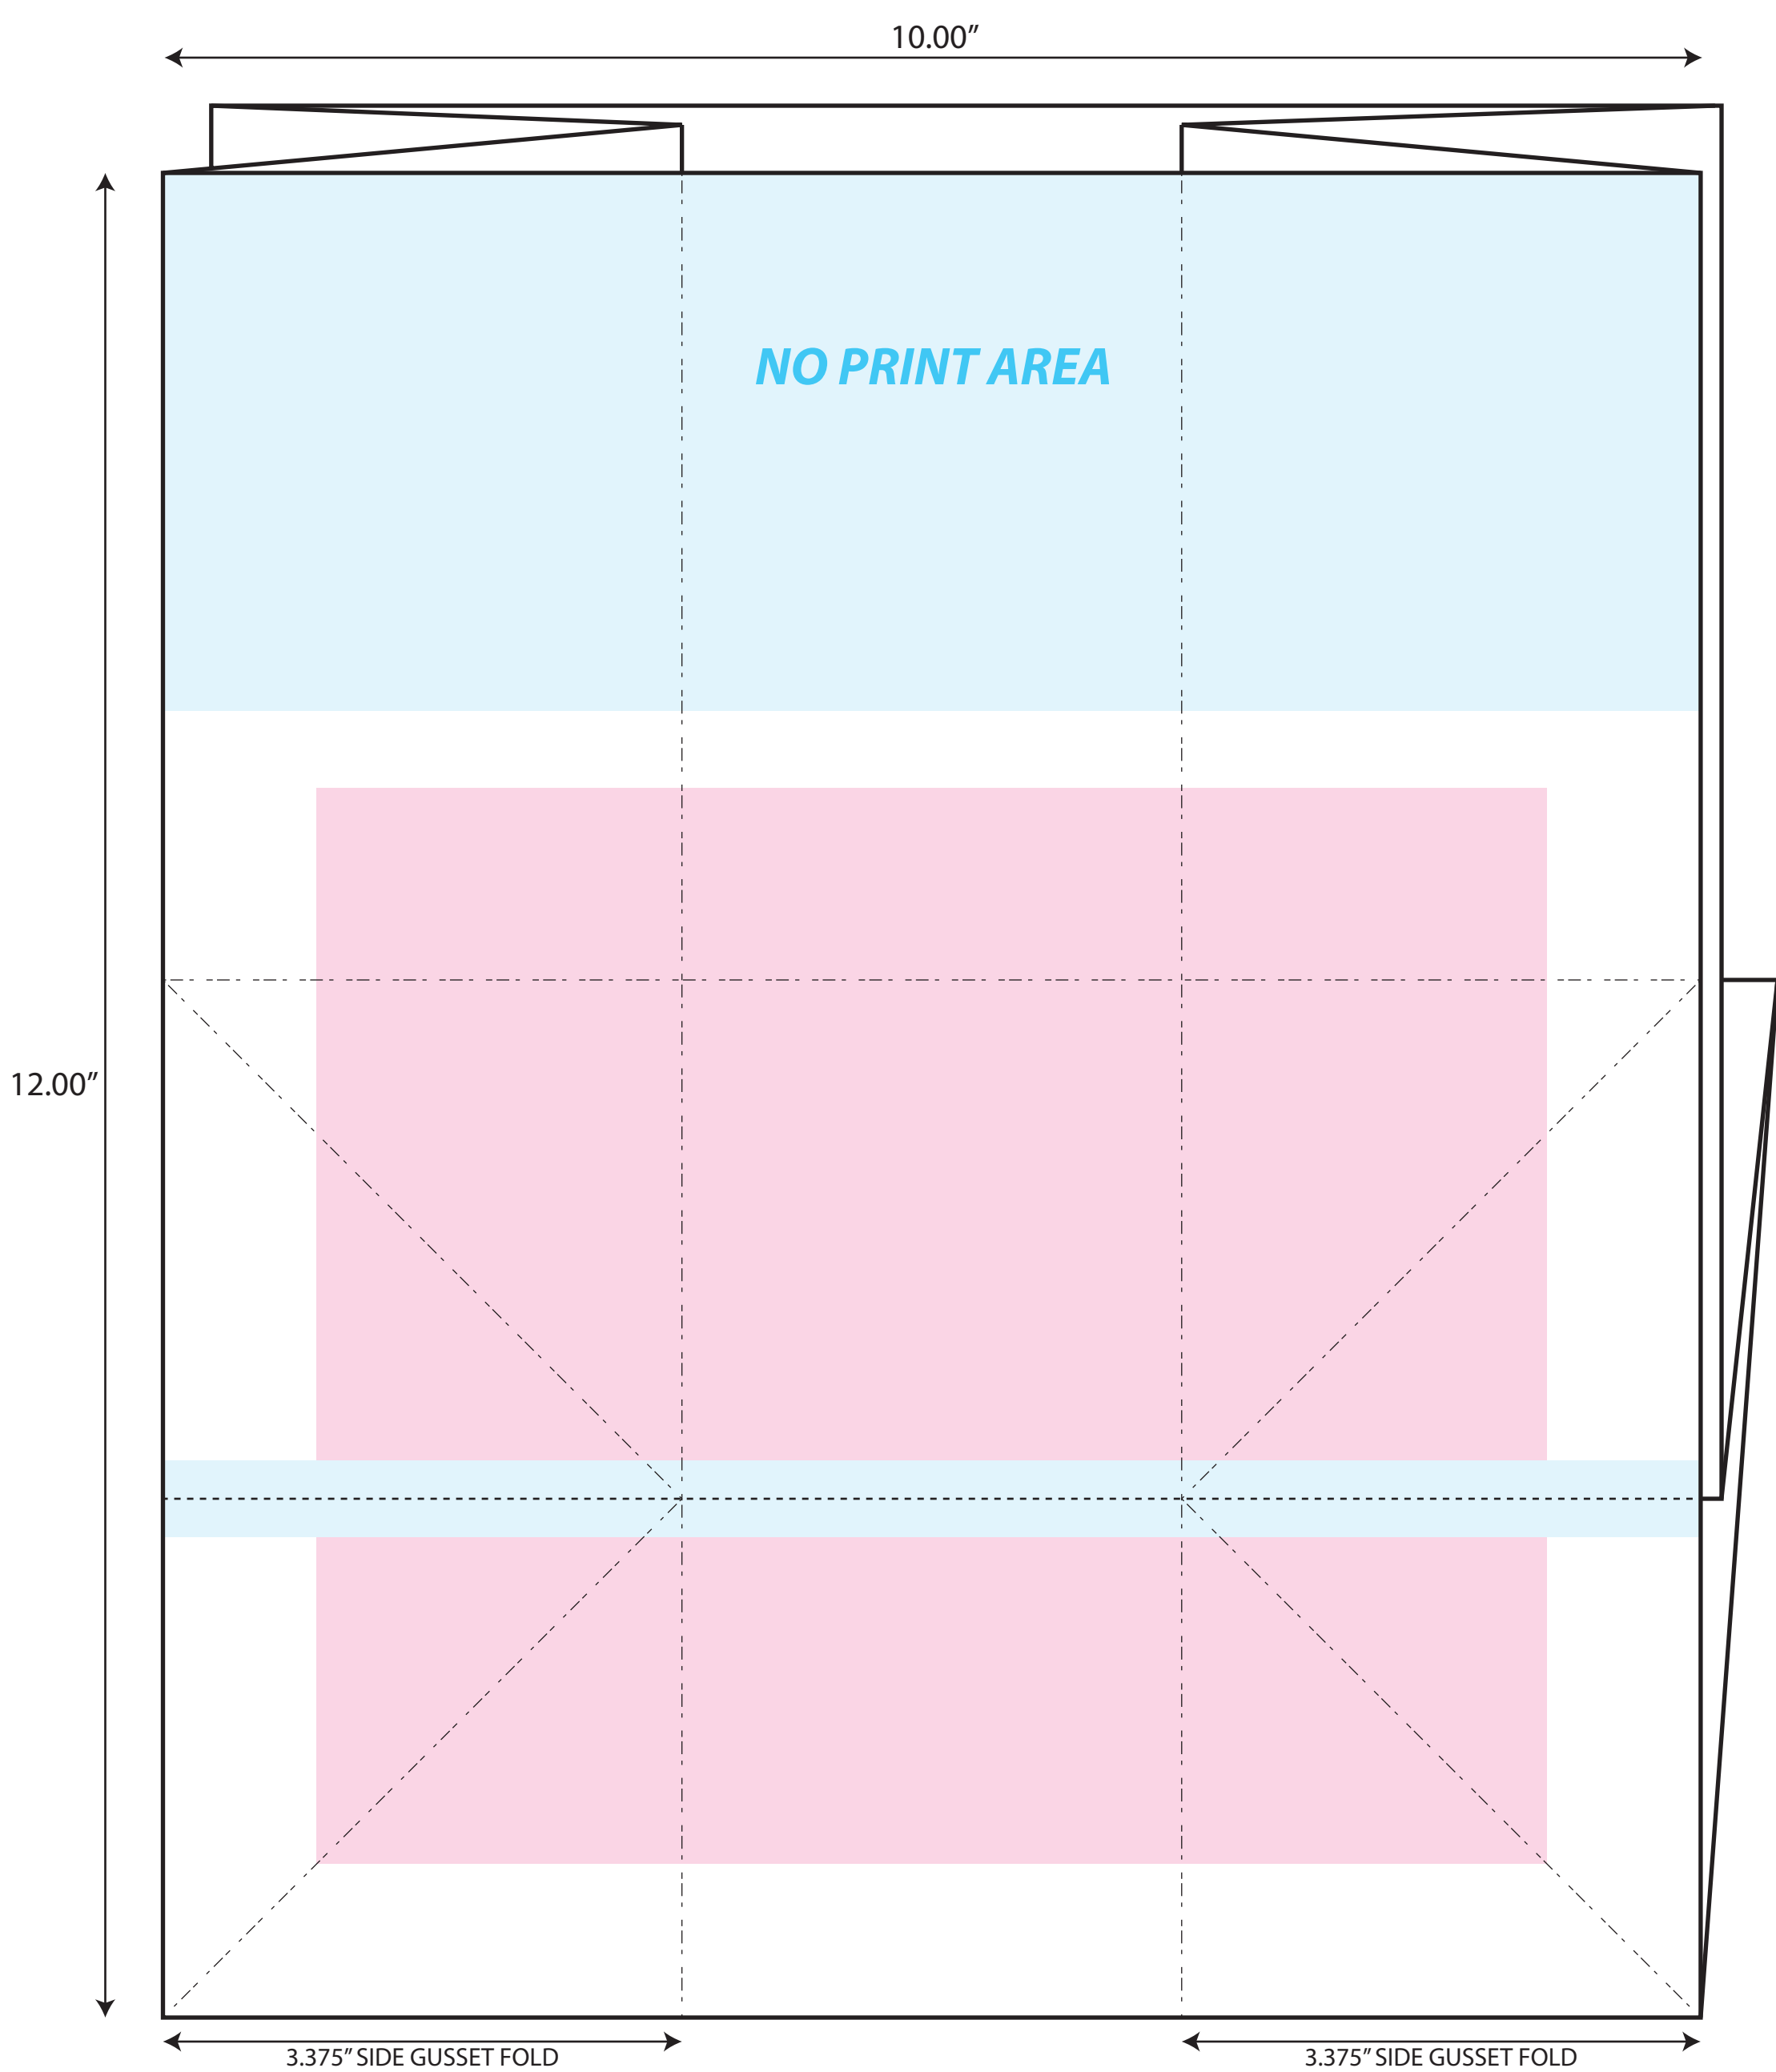 10.00”
NO PRINT AREA
12.00”
3.375” SIDE GUSSET FOLD
3.375” SIDE GUSSET FOLD